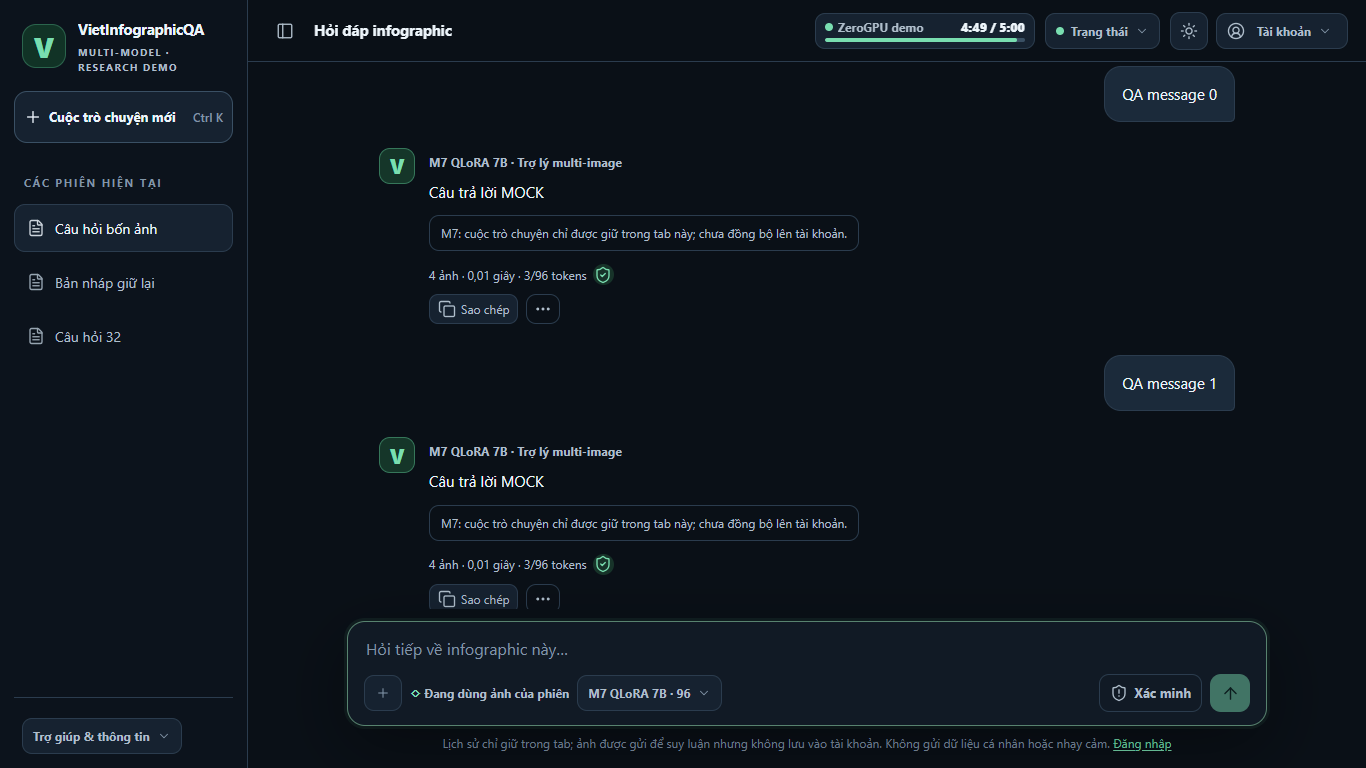 V
VietInfographicQA
MULTI-MODEL ·
RESEARCH DEMO
+ Cuộc trò chuyện mới Ctrl K
CÁC PHIÊN HIỆN TẠI
Câu hỏi bốn ảnh
Bản nháp giữ lại
Câu hỏi 32
Trợ giúp & thông tin
Hỏi đáp infographic
ZeroGPU demo 4:49 / 5:00
Trạng thái
Tài khoản
QA message 0
V
M7 QLoRA 7B · Trợ lý multi-image
Câu trả lời MOCK
M7: cuộc trò chuyện chỉ được giữ trong tab này; chưa đồng bộ lên tài khoản.
4 ảnh · 0,01 giây · 3/96 tokens
Sao chép ···
QA message 1
V
M7 QLoRA 7B · Trợ lý multi-image
Câu trả lời MOCK
M7: cuộc trò chuyện chỉ được giữ trong tab này; chưa đồng bộ lên tài khoản.
4 ảnh · 0,01 giây · 3/96 tokens
Sao chép ···
Hỏi tiếp về infographic này...
+ Đang dùng ảnh của phiên M7 QLoRA 7B · 96 Xác minh
Lịch sử chỉ giữ trong tab; ảnh được gửi để suy luận nhưng không lưu vào tài khoản. Không gửi dữ liệu cá nhân hoặc nhạy cảm. Đăng nhập